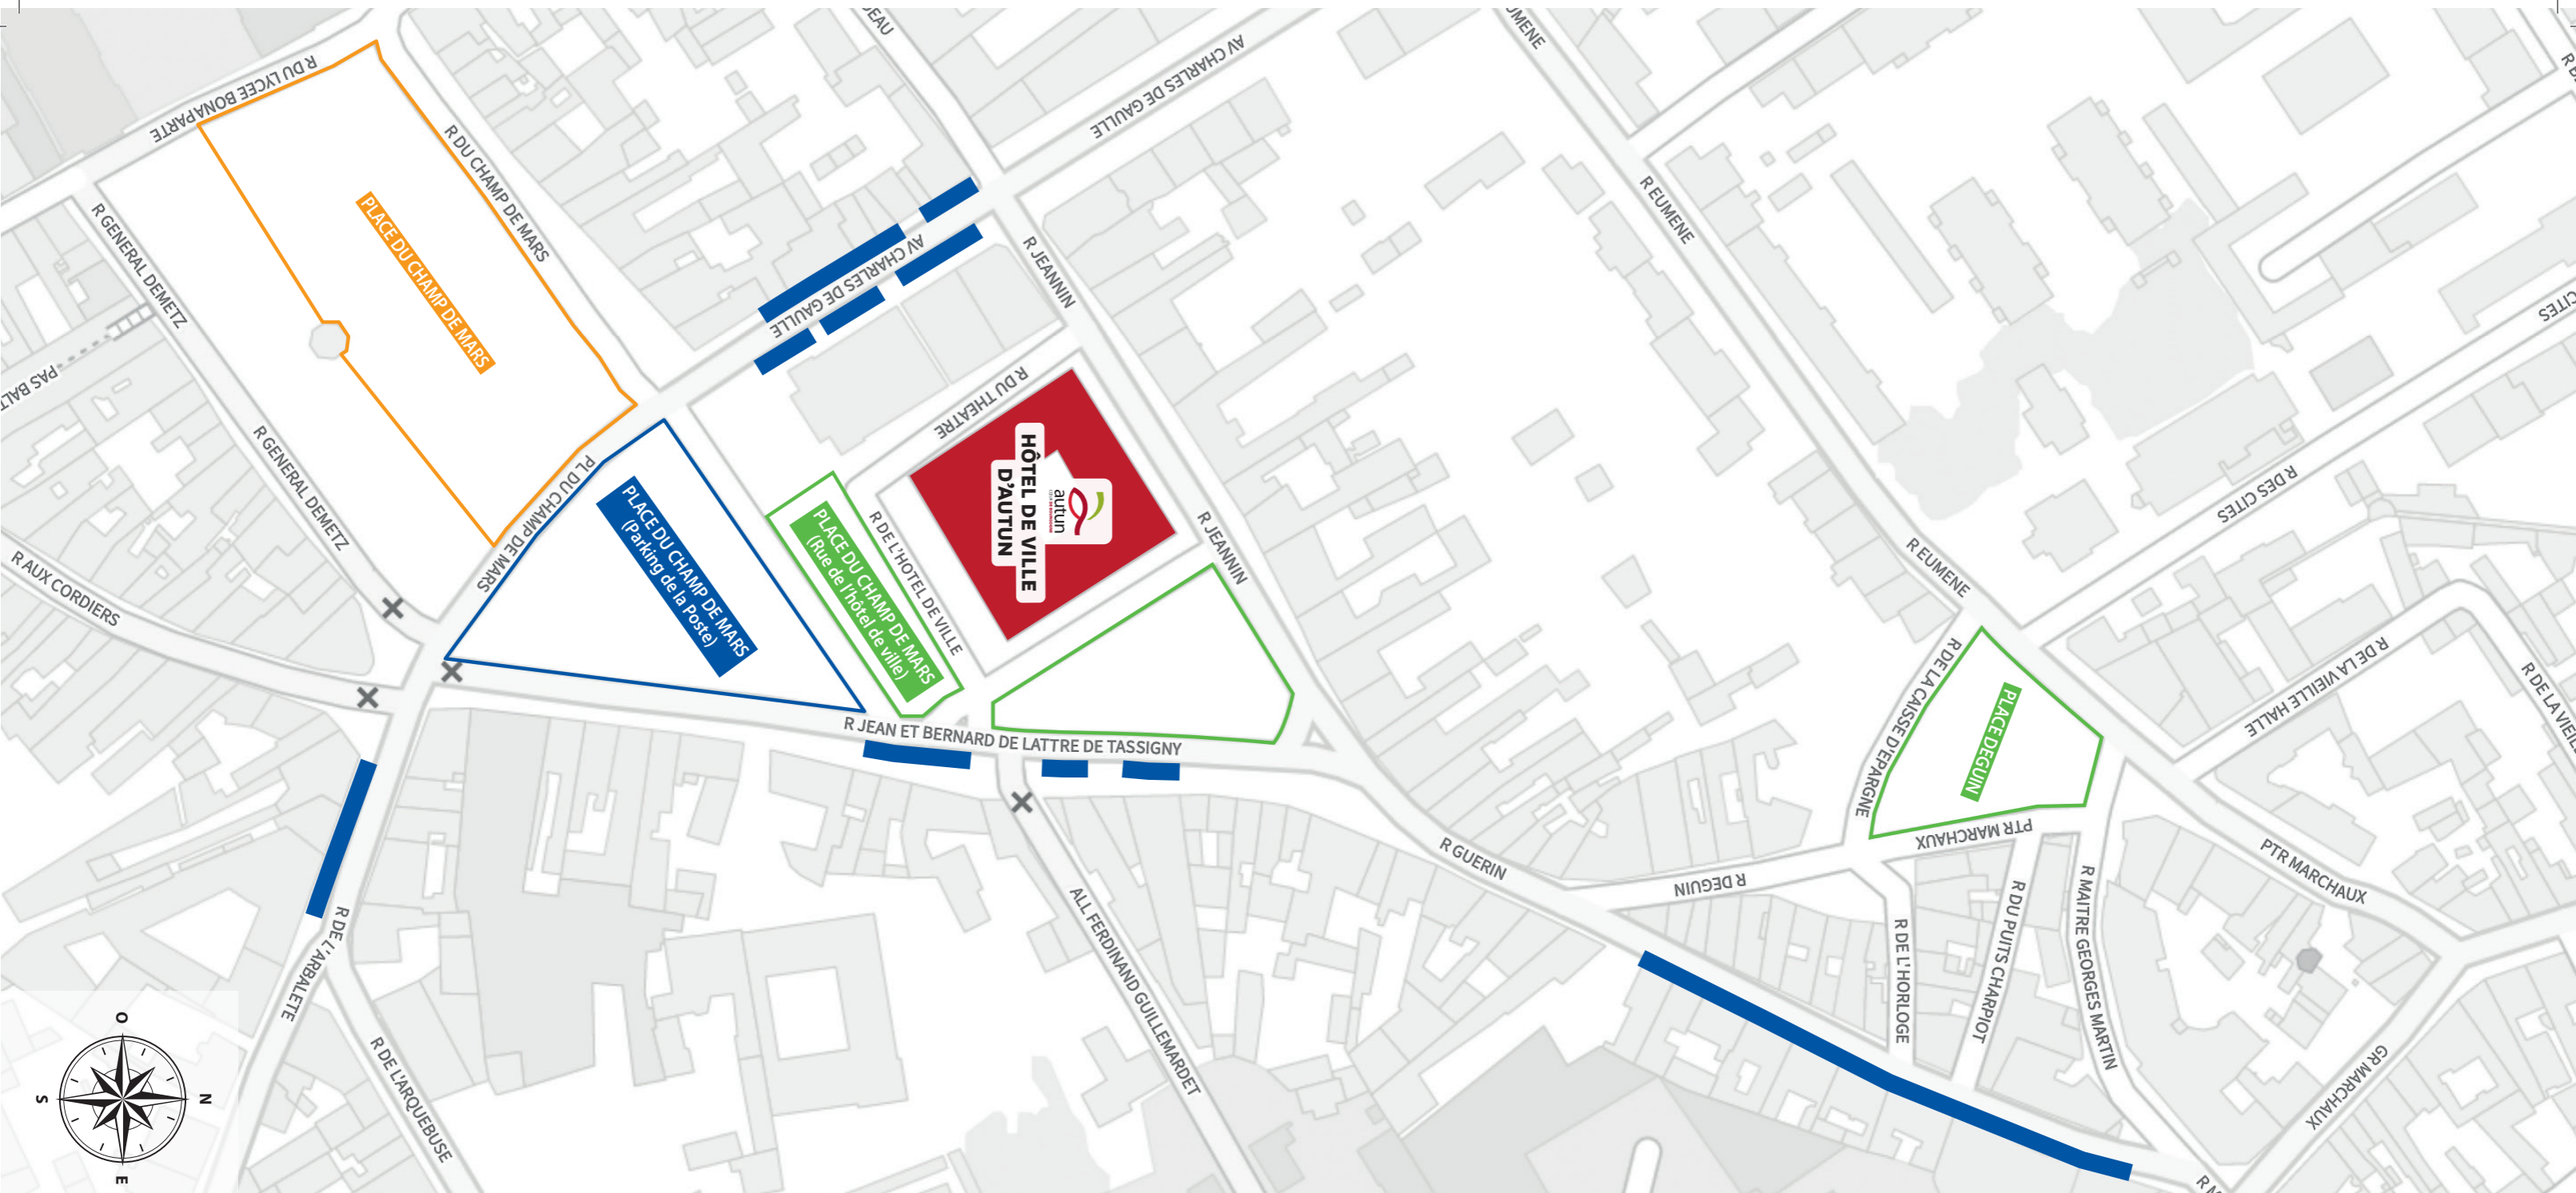 R DU LYCEE BONAPARTE
R DU CHAMP DE MARS
PLACE DU CHAMP DE MARS
R GENERAL DEMETZ
R GENERAL DEMETZ
R AUX CORDIERS
PL DU CHAMP DE MARS
PLACE DU CHAMP DE MARS
(Parking de la Poste)
AV CHARLES DE GAULLE
AV CHARLES DE GAULLE
R JEANNIN
R JEANNIN
R DU THEATRE
HÔTEL DE VILLE
D'AUTUN
autun
R DE L'HOTEL DE VILLE
PLACE DU CHAMP DE MARS
(Rue de l'hôtel de ville)
R JEAN ET BERNARD DE LATTRE DE TASSIGNY
ALL FERDINAND GUILLEMARDET
R DE L'ARBALETE
R DE L'ARQUEBUSE
R GUERIN
R DEGUIN
R EUMENE
R EUMENE
R DES CITES
CITES
R DE LA VIEILLE HALLE
R DE LA CAISSE D'EPARGNE
PLACE DEGUIN
PTR MARCHAUX
PTR MARCHAUX
R DE L'HORLOGE
R DU PUITS CHARPIOT
R MAITRE GEORGES MARTIN
GR MARCHAUX
O
N
S
E